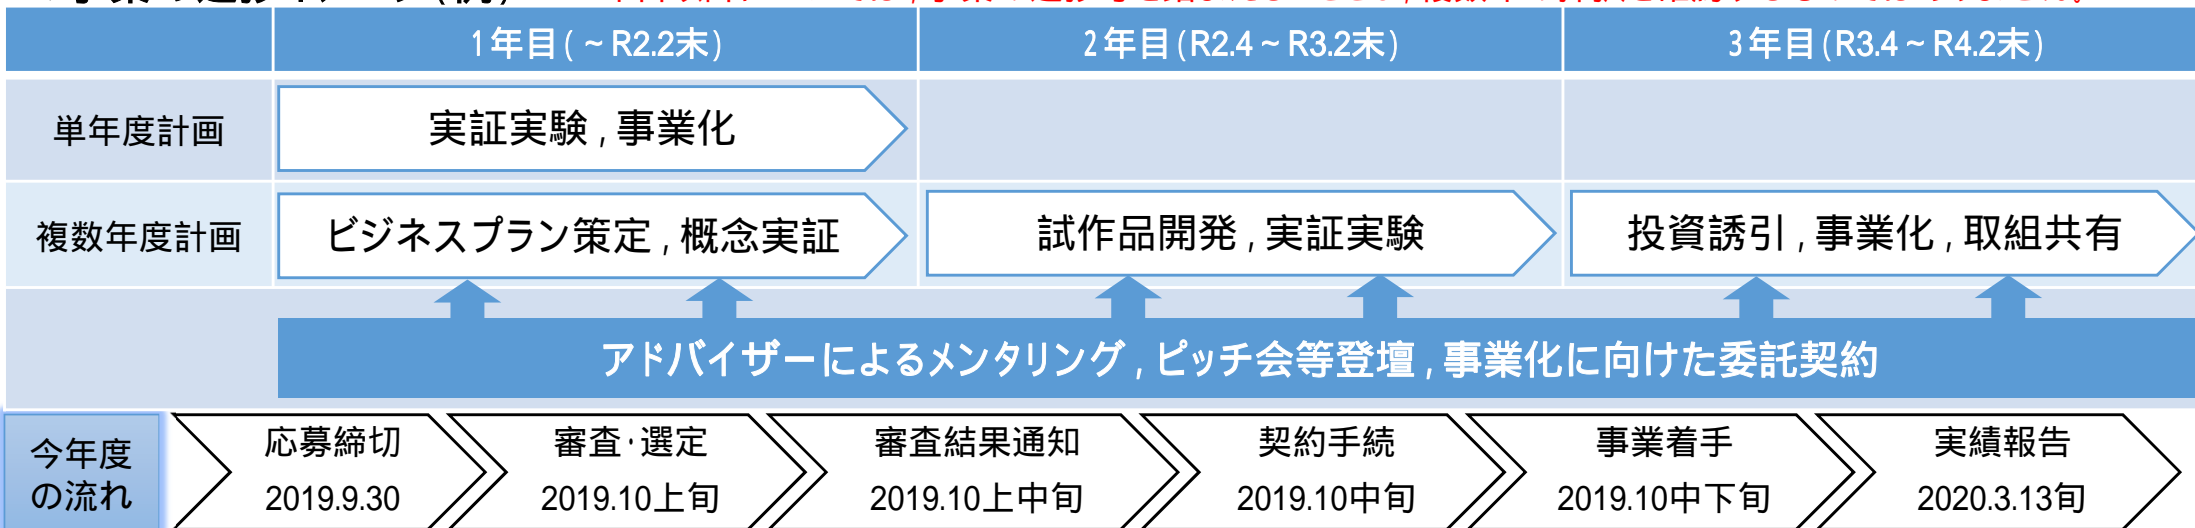 1年目(~R2.2末)
2年目(R2.4~R3.2末)
3年目(R3.4~R4.2末)
単年度計画
実証実験,事業化
複数年度計画
ビジネスプラン策定,概念実証
試作品開発,実証実験
投資誘引,事業化,取組共有
アドバイザーによるメンタリング,ピッチ会等登壇,事業化に向けた委託契約
今年度
の流れ
応募締切
2019.9.30
審査・選定
2019.10上旬
審査結果通知
2019.10上中旬
契約手続
2019.10中旬
事業着手
2019.10中下旬
実績報告
2020.3.13旬